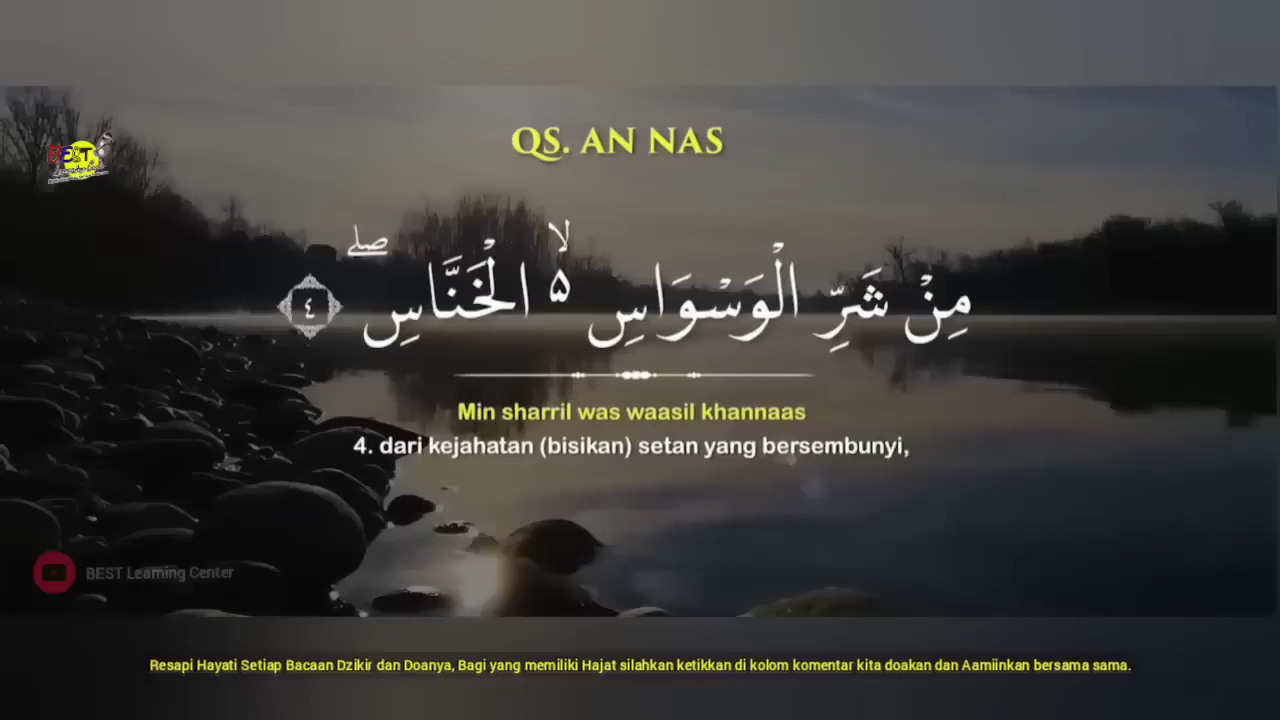 BEST
QS. AN NAS
مِنْ شَرِّ الْوَسْوَاسِ ۵ۙ الْخَنَّاسِۖ ٤
Min sharril was waasil khannaas
4. dari kejahatan (bisikan) setan yang bersembunyi,
BEST Learning Center
Resapi Hayati Setiap Bacaan Dzikir dan Doanya, Bagi yang memiliki Hajat silahkan ketikkan di kolom komentar kita doakan dan Aamiinkan bersama sama.